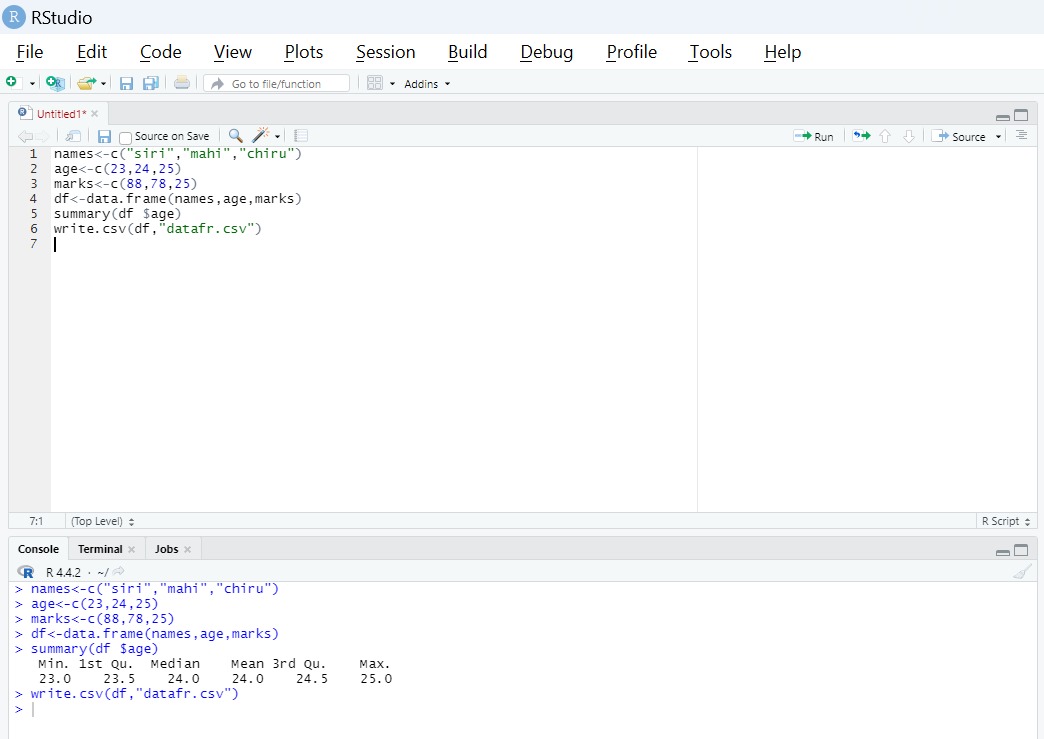 RStudio
File Edit Code View Plots Session Build Debug Profile Tools Help
Go to file/function Addins
Untitled1*
Source on Save Run Source
1 names<-c("siri","mahi","chiru")
2 age<-c(23,24,25)
3 marks<-c(88,78,25)
4 df<-data.frame(names,age,marks)
5 summary(df $age)
6 write.csv(df,"datafr.csv")
7
7:1 (Top Level) R Script
Console Terminal Jobs
R 4.4.2 · ~/
> names<-c("siri","mahi","chiru")
> age<-c(23,24,25)
> marks<-c(88,78,25)
> df<-data.frame(names,age,marks)
> summary(df $age)
Min. 1st Qu. Median Mean 3rd Qu. Max.
23.0 23.5 24.0 24.0 24.5 25.0
> write.csv(df,"datafr.csv")
>